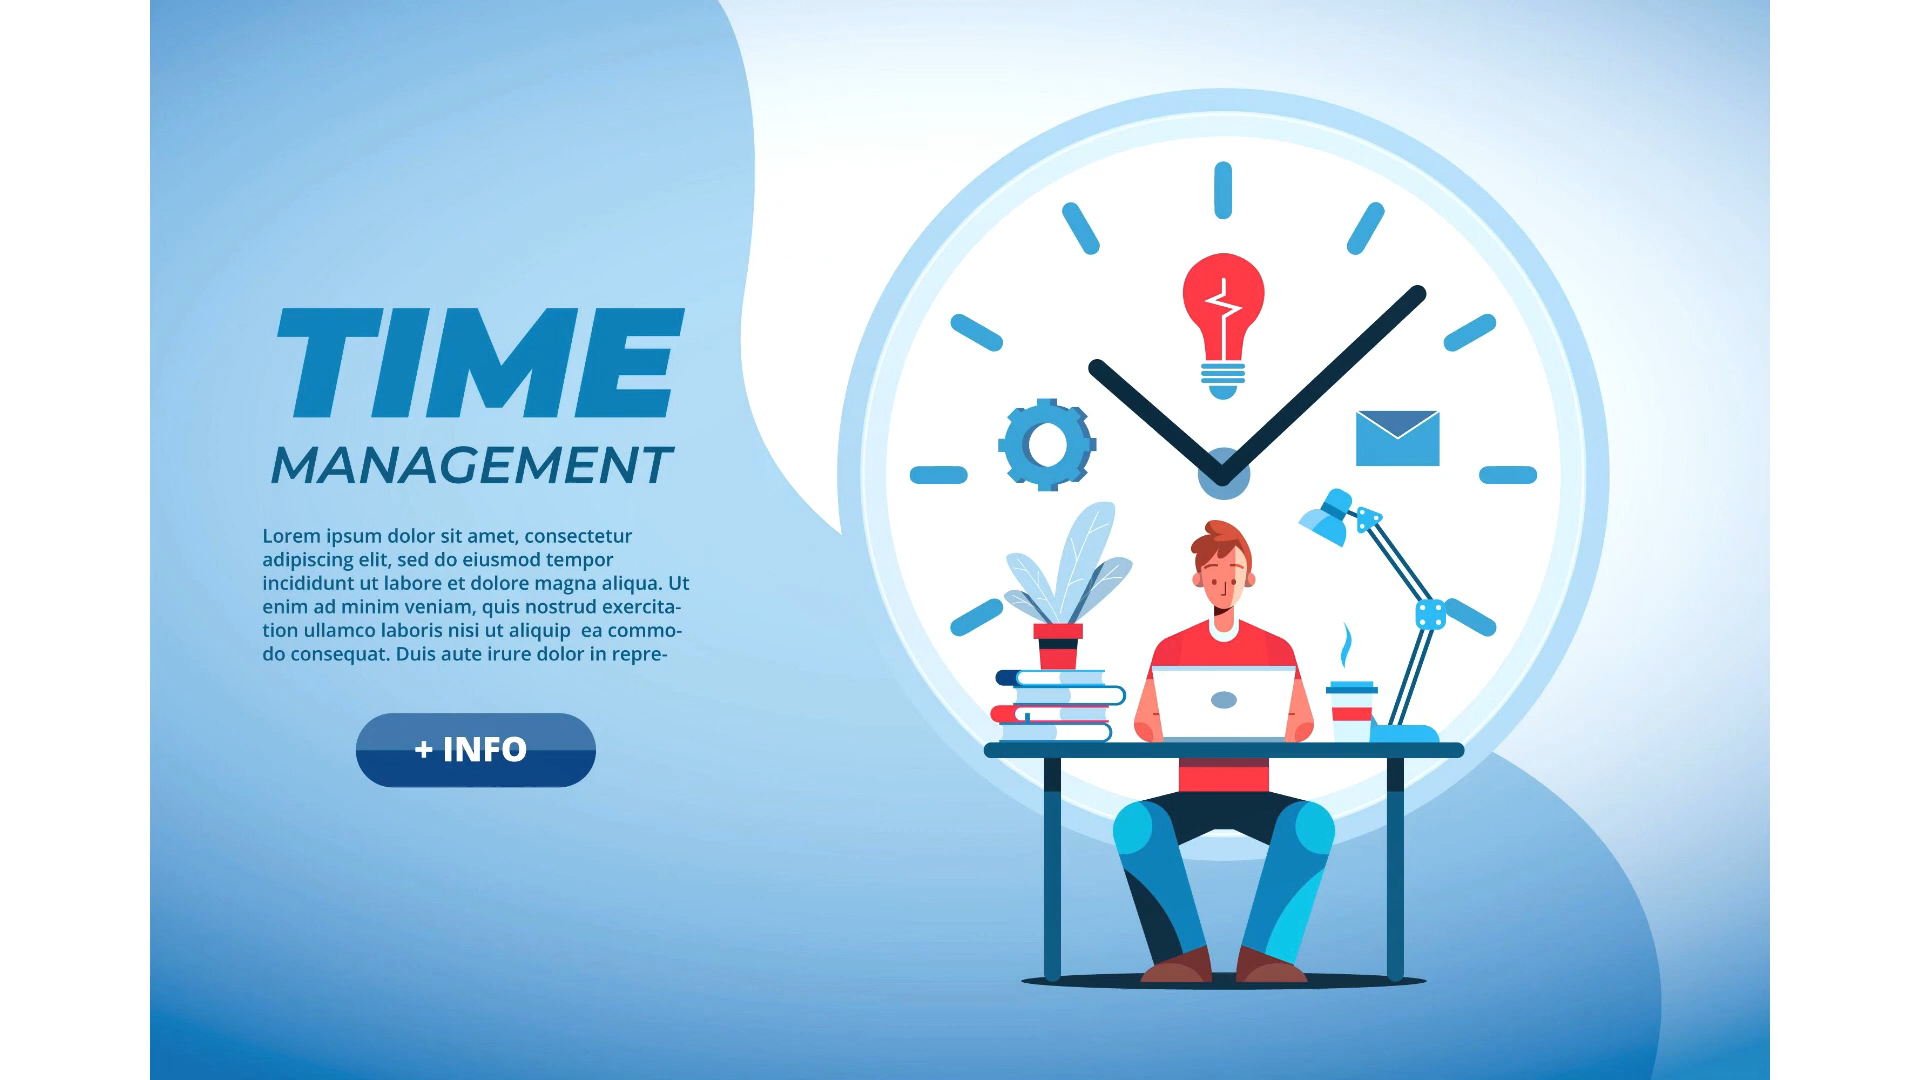 TIME
MANAGEMENT
Lorem ipsum dolor sit amet, consectetur
adipiscing elit, sed do eiusmod tempor
incididunt ut labore et dolore magna aliqua. Ut
enim ad minim veniam, quis nostrud exercita-
tion ullamco laboris nisi ut aliquip  ea commo-
do consequat. Duis aute irure dolor in repre-
+ INFO